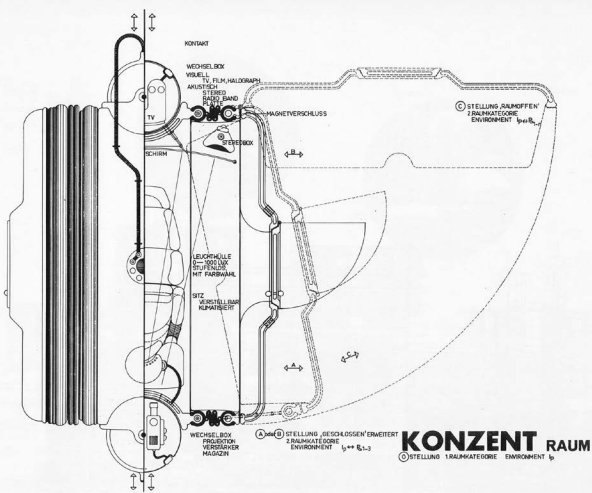 KONTAKT
WECHSELBOX
VISUELL
TV, FILM, HALOGRAPH
AKUSTISCH
STEREO
RADIO BAND
PLATTE
MAGNETVERSCHLUSS
TV
STEREOBOX
SCHIRM
C STELLUNG ‚RAUMOFFEN'
2.RAUMKATEGORIE
ENVIRONMENT
B
LEUCHTHÜLLE
0—1000 LUX
STUFENLOS
MIT FARBWAHL
SITZ
VERSTELLBAR
KLIMATISIERT
A
C
WECHSELBOX
PROJEKTION
VERSTÄRKER
MAGAZIN
A oder B STELLUNG ‚GESCHLOSSEN' ERWEITERT
2.RAUMKATEGORIE
ENVIRONMENT
KONZENT RAUM
O STELLUNG 1.RAUMKATEGORIE ENVIRONMENT Ip